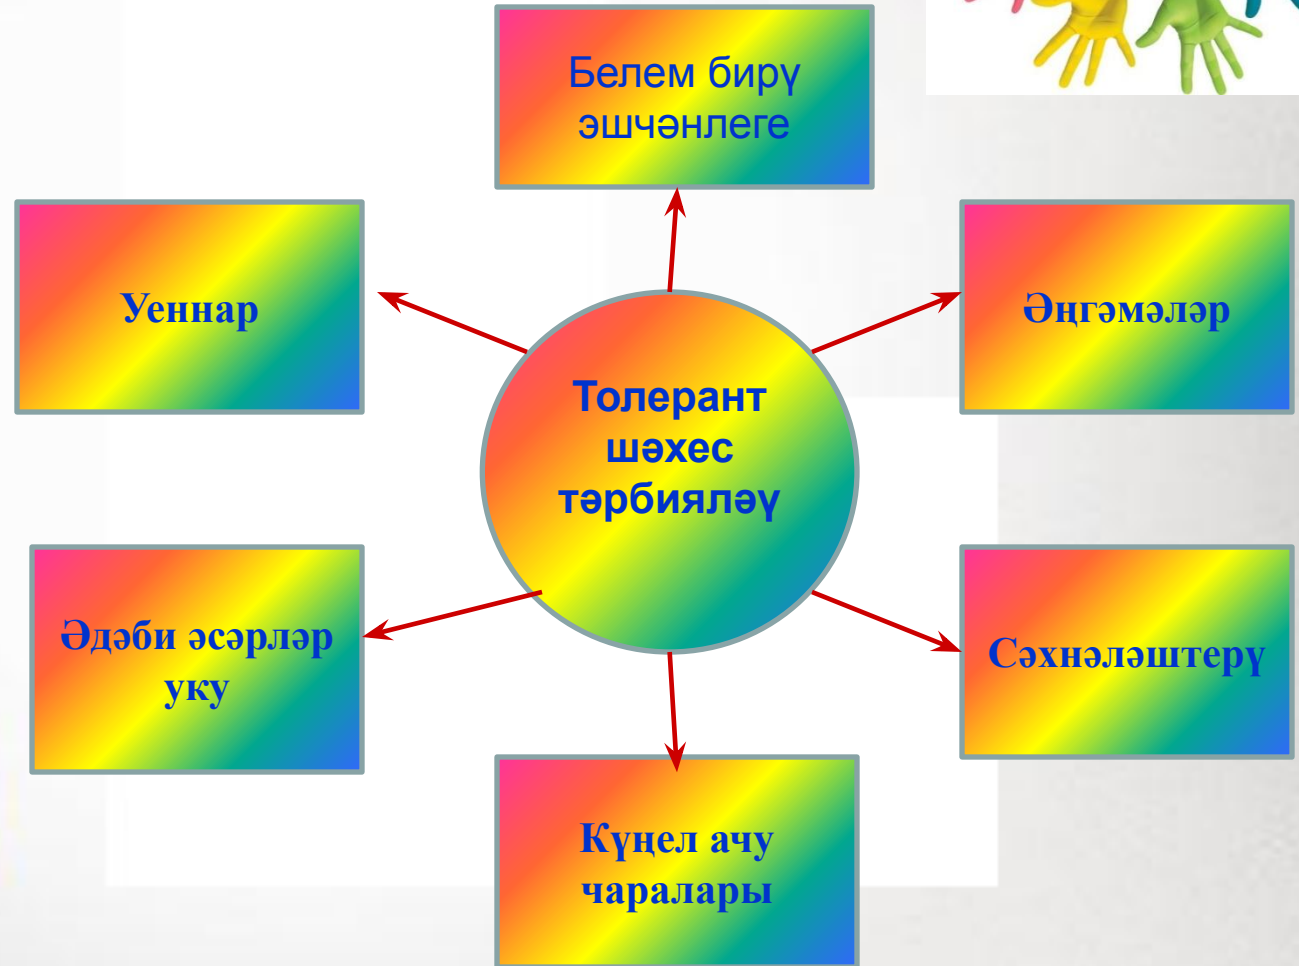 Белем бирү
эшчәнлеге
Уеннар
Әңгәмәләр
Толерант
шәхес
тәрбияләү
Әдәби әсәрләр
уку
Сәхнәләштерү
Күңел ачу
чаралары